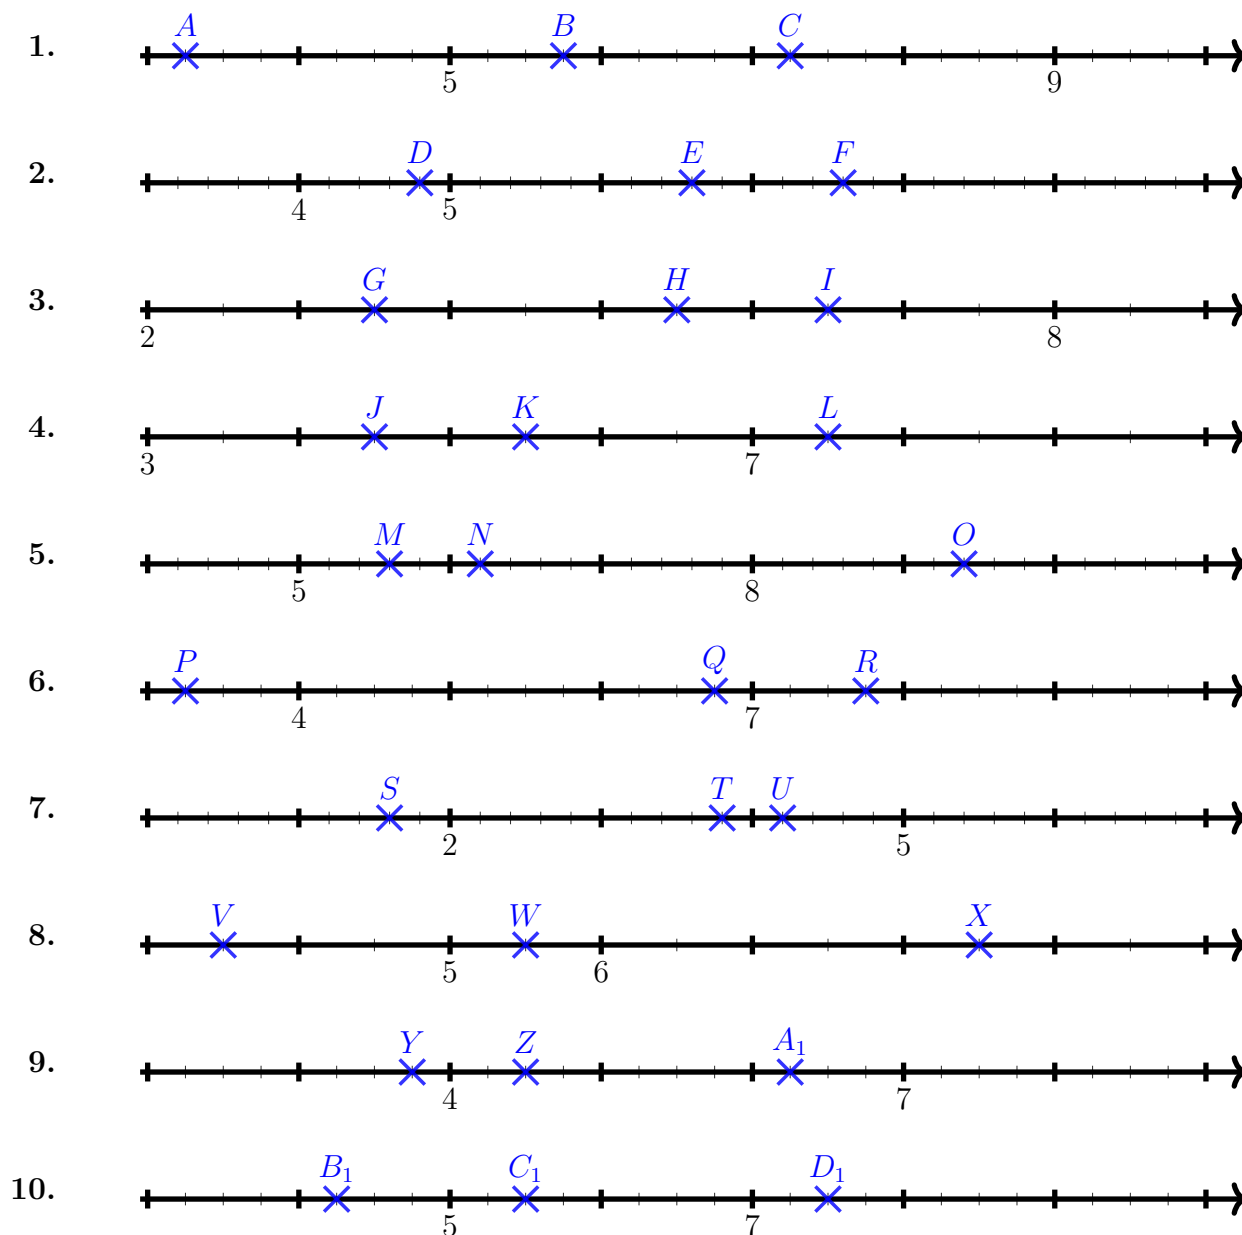 A B C
1.
5 9
D E F
2.
4 5
G H I
3.
2 8
J K L
4.
3 7
M N O
5.
5 8
P Q R
6.
4 7
S T U
7.
2 5
V W X
8.
5 6
Y Z A₁
9.
4 7
B₁ C₁ D₁
10.
5 7